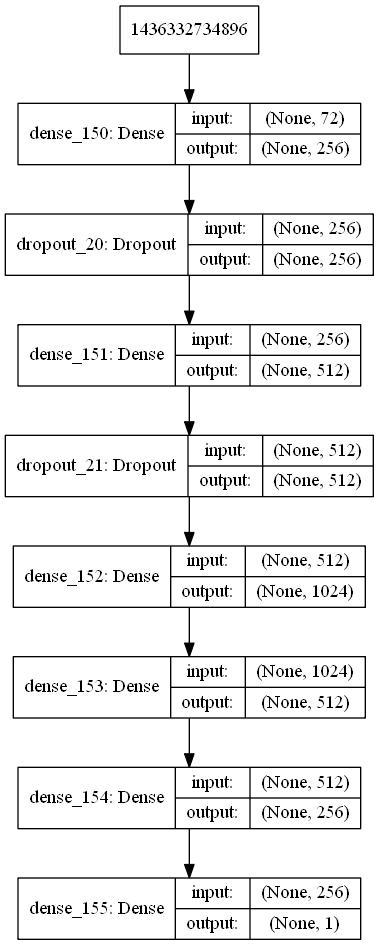 1436332734896
dense_150: Dense
input: (None, 72)
output: (None, 256)
dropout_20: Dropout
input: (None, 256)
output: (None, 256)
dense_151: Dense
input: (None, 256)
output: (None, 512)
dropout_21: Dropout
input: (None, 512)
output: (None, 512)
dense_152: Dense
input: (None, 512)
output: (None, 1024)
dense_153: Dense
input: (None, 1024)
output: (None, 512)
dense_154: Dense
input: (None, 512)
output: (None, 256)
dense_155: Dense
input: (None, 256)
output: (None, 1)